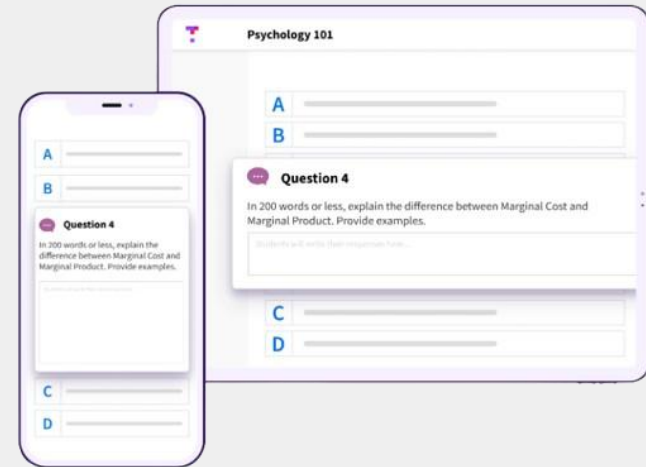 Psychology 101
A
B
Question 4
In 200 words or less, explain the difference between Marginal Cost and
Marginal Product. Provide examples.
Students will write their responses here...
C
D
A
B
Question 4
In 200 words or less, explain the
difference between Marginal Cost and
Marginal Product. Provide examples.
C
D